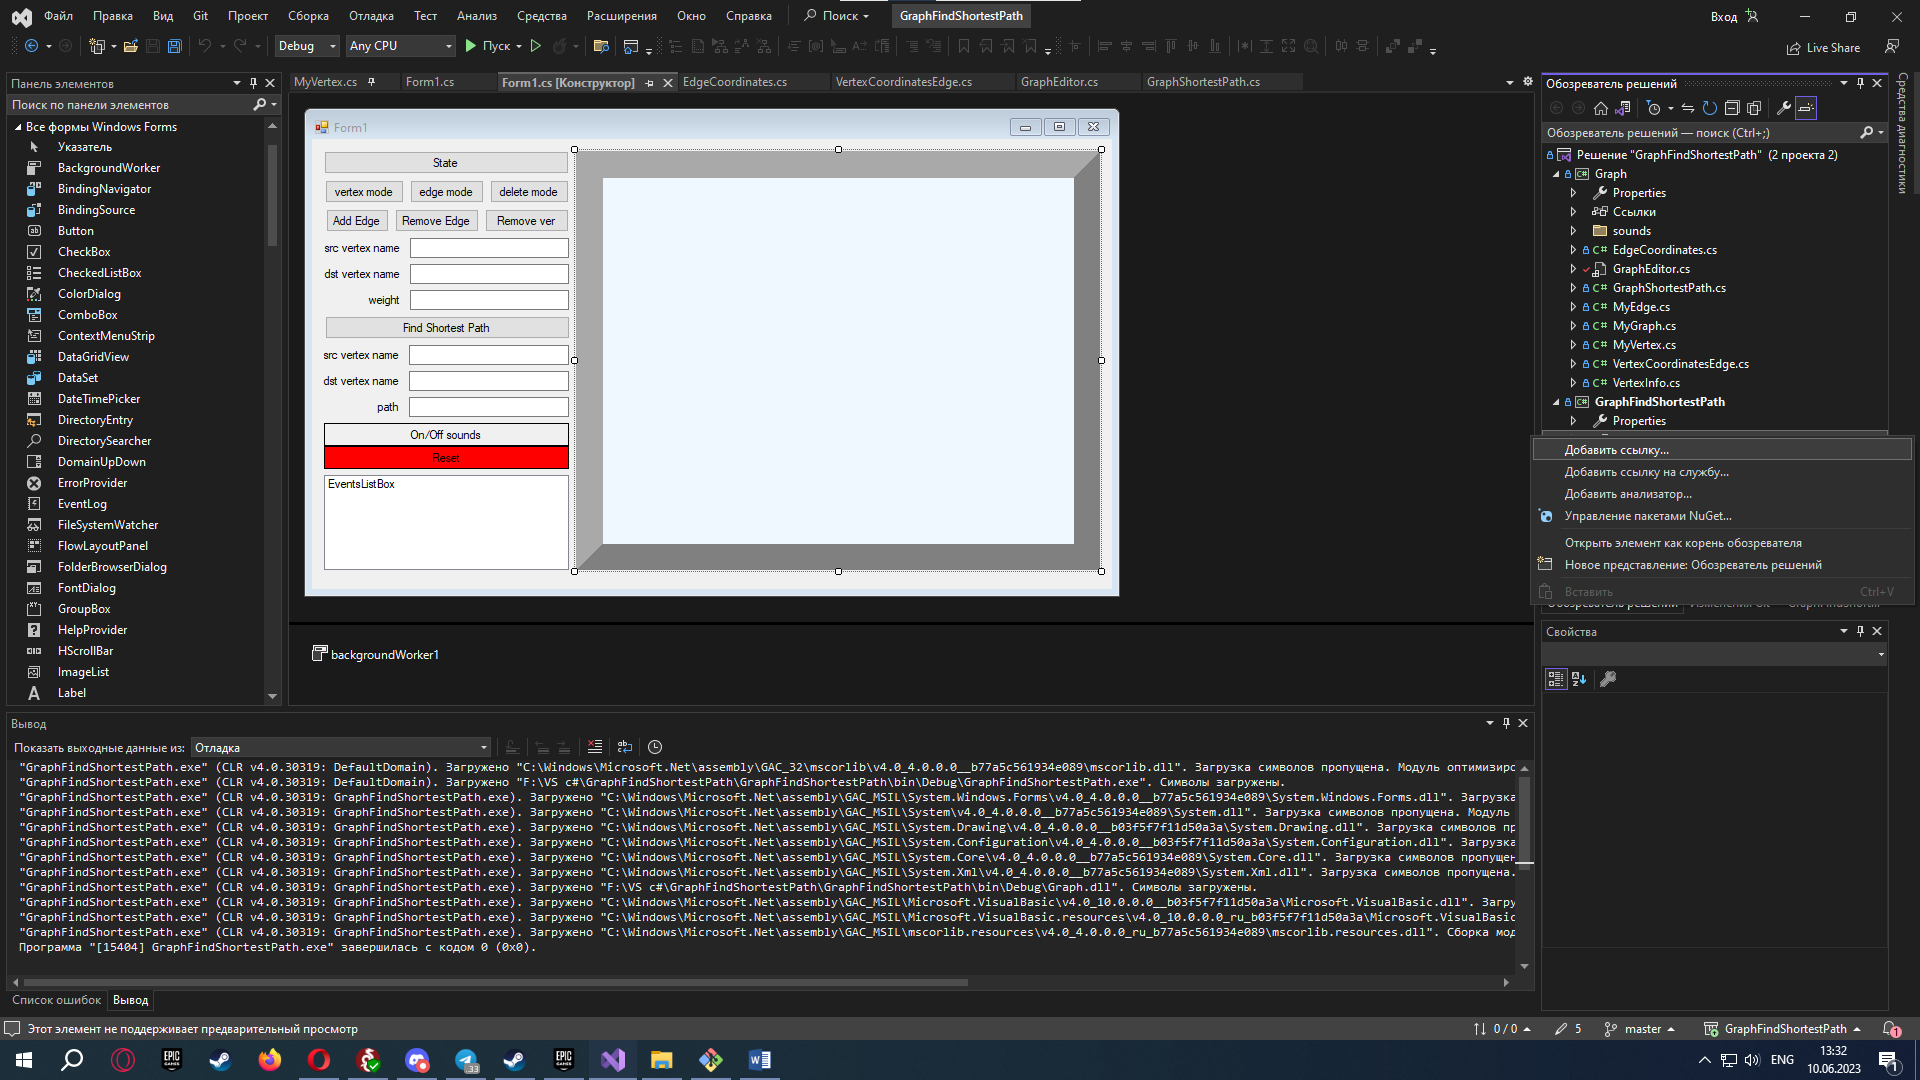 Файл Правка Вид Git Проект Сборка Отладка Тест Анализ Средства Расширения Окно Справка Поиск GraphFindShortestPath Вход
Debug Any CPU Пуск Live Share
Панель элементов
Поиск по панели элементов
Все формы Windows Forms
Указатель
BackgroundWorker
BindingNavigator
BindingSource
Button
CheckBox
CheckedListBox
ColorDialog
ComboBox
ContextMenuStrip
DataGridView
DataSet
DateTimePicker
DirectoryEntry
DirectorySearcher
DomainUpDown
ErrorProvider
EventLog
FileSystemWatcher
FlowLayoutPanel
FolderBrowserDialog
FontDialog
GroupBox
HelpProvider
HScrollBar
ImageList
Label
MyVertex.cs Form1.cs Form1.cs [Конструктор] EdgeCoordinates.cs VertexCoordinatesEdge.cs GraphEditor.cs GraphShortestPath.cs
Form1
State
vertex mode edge mode delete mode
Add Edge Remove Edge Remove ver
src vertex name
dst vertex name
weight
Find Shortest Path
src vertex name
dst vertex name
path
On/Off sounds
Reset
EventsListBox
backgroundWorker1
Обозреватель решений
Обозреватель решений — поиск (Ctrl+;)
Решение "GraphFindShortestPath" (2 проекта 2)
Graph
Properties
Ссылки
sounds
C# EdgeCoordinates.cs
GraphEditor.cs
C# GraphShortestPath.cs
C# MyEdge.cs
C# MyGraph.cs
C# MyVertex.cs
C# VertexCoordinatesEdge.cs
C# VertexInfo.cs
GraphFindShortestPath
Properties
Средства диагностики
Добавить ссылку...
Добавить ссылку на службу...
Добавить анализатор...
Управление пакетами NuGet...
Открыть элемент как корень обозревателя
Новое представление: Обозреватель решений
Вставить Ctrl+V
Свойства
Вывод
Показать выходные данные из: Отладка
"GraphFindShortestPath.exe" (CLR v4.0.30319: DefaultDomain). Загружено "C:\Windows\Microsoft.Net\assembly\GAC_32\mscorlib\v4.0_4.0.0.0__b77a5c561934e089\mscorlib.dll". Загрузка символов пропущена. Модуль оптимизиро
"GraphFindShortestPath.exe" (CLR v4.0.30319: DefaultDomain). Загружено "F:\VS c#\GraphFindShortestPath\GraphFindShortestPath\bin\Debug\GraphFindShortestPath.exe". Символы загружены.
"GraphFindShortestPath.exe" (CLR v4.0.30319: GraphFindShortestPath.exe). Загружено "C:\Windows\Microsoft.Net\assembly\GAC_MSIL\System.Windows.Forms\v4.0_4.0.0.0__b77a5c561934e089\System.Windows.Forms.dll". Загрузка
"GraphFindShortestPath.exe" (CLR v4.0.30319: GraphFindShortestPath.exe). Загружено "C:\Windows\Microsoft.Net\assembly\GAC_MSIL\System\v4.0_4.0.0.0__b77a5c561934e089\System.dll". Загрузка символов пропущена. Модуль
"GraphFindShortestPath.exe" (CLR v4.0.30319: GraphFindShortestPath.exe). Загружено "C:\Windows\Microsoft.Net\assembly\GAC_MSIL\System.Drawing\v4.0_4.0.0.0__b03f5f7f11d50a3a\System.Drawing.dll". Загрузка символов пр
"GraphFindShortestPath.exe" (CLR v4.0.30319: GraphFindShortestPath.exe). Загружено "C:\Windows\Microsoft.Net\assembly\GAC_MSIL\System.Configuration\v4.0_4.0.0.0__b03f5f7f11d50a3a\System.Configuration.dll". Загрузка
"GraphFindShortestPath.exe" (CLR v4.0.30319: GraphFindShortestPath.exe). Загружено "C:\Windows\Microsoft.Net\assembly\GAC_MSIL\System.Core\v4.0_4.0.0.0__b77a5c561934e089\System.Core.dll". Загрузка символов пропущен
"GraphFindShortestPath.exe" (CLR v4.0.30319: GraphFindShortestPath.exe). Загружено "C:\Windows\Microsoft.Net\assembly\GAC_MSIL\System.Xml\v4.0_4.0.0.0__b77a5c561934e089\System.Xml.dll". Загрузка символов пропущена.
"GraphFindShortestPath.exe" (CLR v4.0.30319: GraphFindShortestPath.exe). Загружено "F:\VS c#\GraphFindShortestPath\GraphFindShortestPath\bin\Debug\Graph.dll". Символы загружены.
"GraphFindShortestPath.exe" (CLR v4.0.30319: GraphFindShortestPath.exe). Загружено "C:\Windows\Microsoft.Net\assembly\GAC_MSIL\Microsoft.VisualBasic\v4.0_10.0.0.0__b03f5f7f11d50a3a\Microsoft.VisualBasic.dll". Загру
"GraphFindShortestPath.exe" (CLR v4.0.30319: GraphFindShortestPath.exe). Загружено "C:\Windows\Microsoft.Net\assembly\GAC_MSIL\Microsoft.VisualBasic.resources\v4.0_10.0.0.0_ru_b03f5f7f11d50a3a\Microsoft.VisualBasic
"GraphFindShortestPath.exe" (CLR v4.0.30319: GraphFindShortestPath.exe). Загружено "C:\Windows\Microsoft.Net\assembly\GAC_MSIL\mscorlib.resources\v4.0_4.0.0.0_ru_b77a5c561934e089\mscorlib.resources.dll". Сборка мод
Программа "[15404] GraphFindShortestPath.exe" завершилась с кодом 0 (0x0).
Список ошибок Вывод
Этот элемент не поддерживает предварительный просмотр 0 / 0 5 master GraphFindShortestPath 1
EPIC GAMES 33 EPIC GAMES ENG 13:32
10.06.2023 1